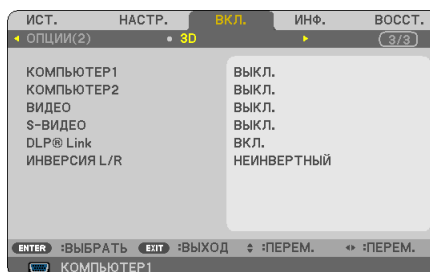 ИСТ. НАСТР. ВКЛ. ИНФ. ВОССТ.
ОПЦИИ(2) 3D 3/3
КОМПЬЮТЕР1 ВЫКЛ.
КОМПЬЮТЕР2 ВЫКЛ.
ВИДЕО ВЫКЛ.
S-ВИДЕО ВЫКЛ.
DLP® Link ВКЛ.
ИНВЕРСИЯ L/R НЕИНВЕРТНЫЙ
ENTER :ВЫБРАТЬ EXIT :ВЫХОД :ПЕРЕМ. :ПЕРЕМ.
КОМПЬЮТЕР1